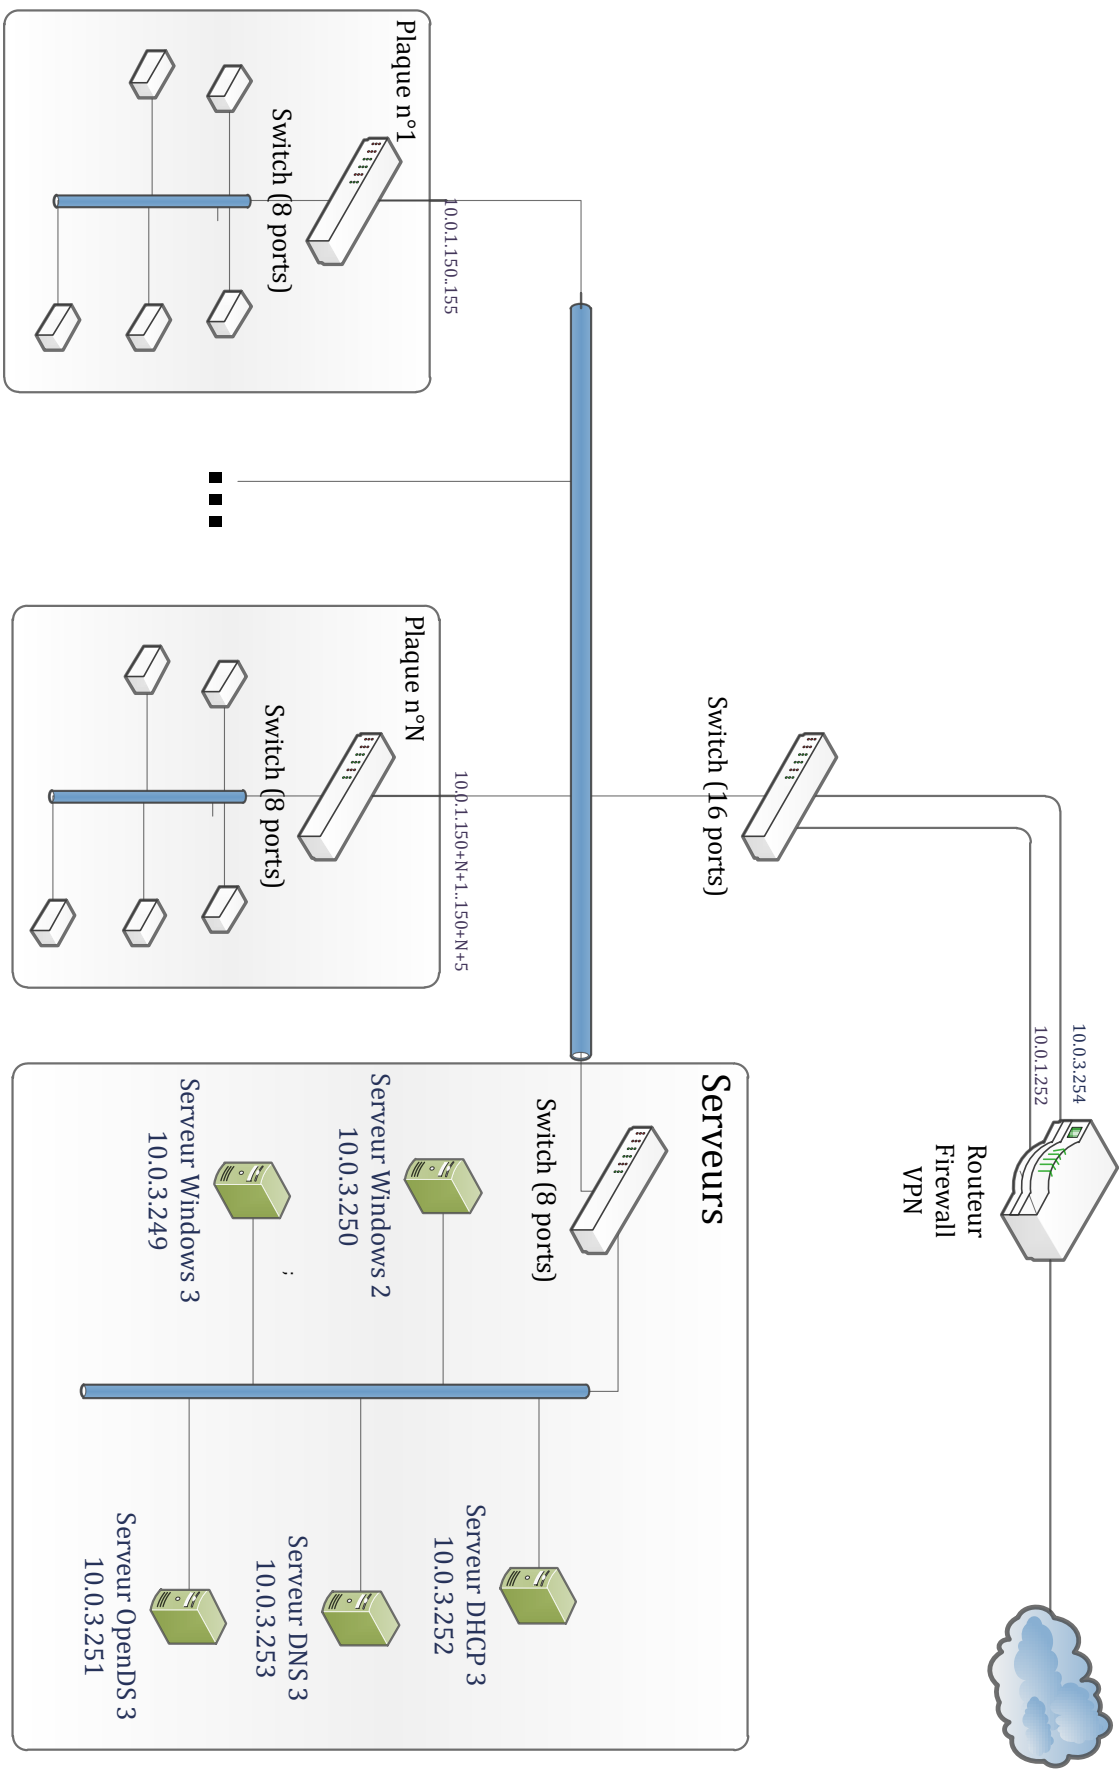 Routeur
Firewall
VPN
10.0.3.254
10.0.1.252
Switch (16 ports)
Plaque n°1
10.0.1.150..155
Switch (8 ports)
Plaque n°N
10.0.1.150+N+1..150+N+5
Switch (8 ports)
Serveurs
Switch (8 ports)
Serveur Windows 2
10.0.3.250
Serveur Windows 3
10.0.3.249
;
Serveur DHCP 3
10.0.3.252
Serveur DNS 3
10.0.3.253
Serveur OpenDS 3
10.0.3.251